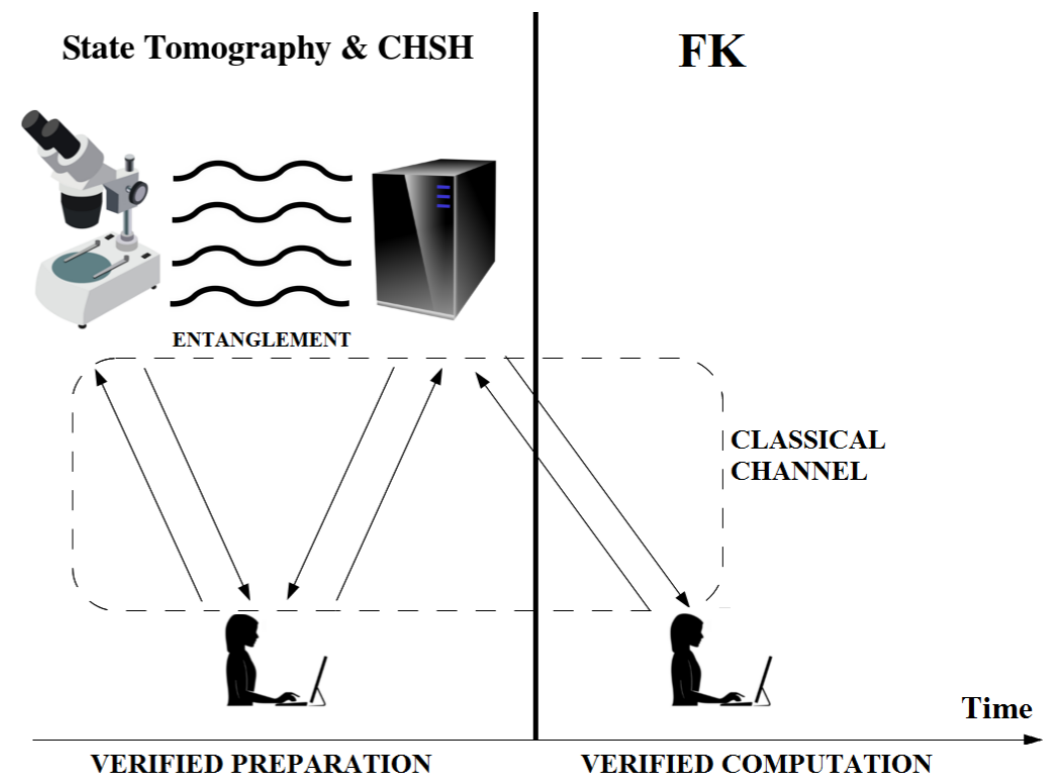 State Tomography & CHSH
FK
ENTANGLEMENT
CLASSICAL
CHANNEL
Time
VERIFIED PREPARATION
VERIFIED COMPUTATION